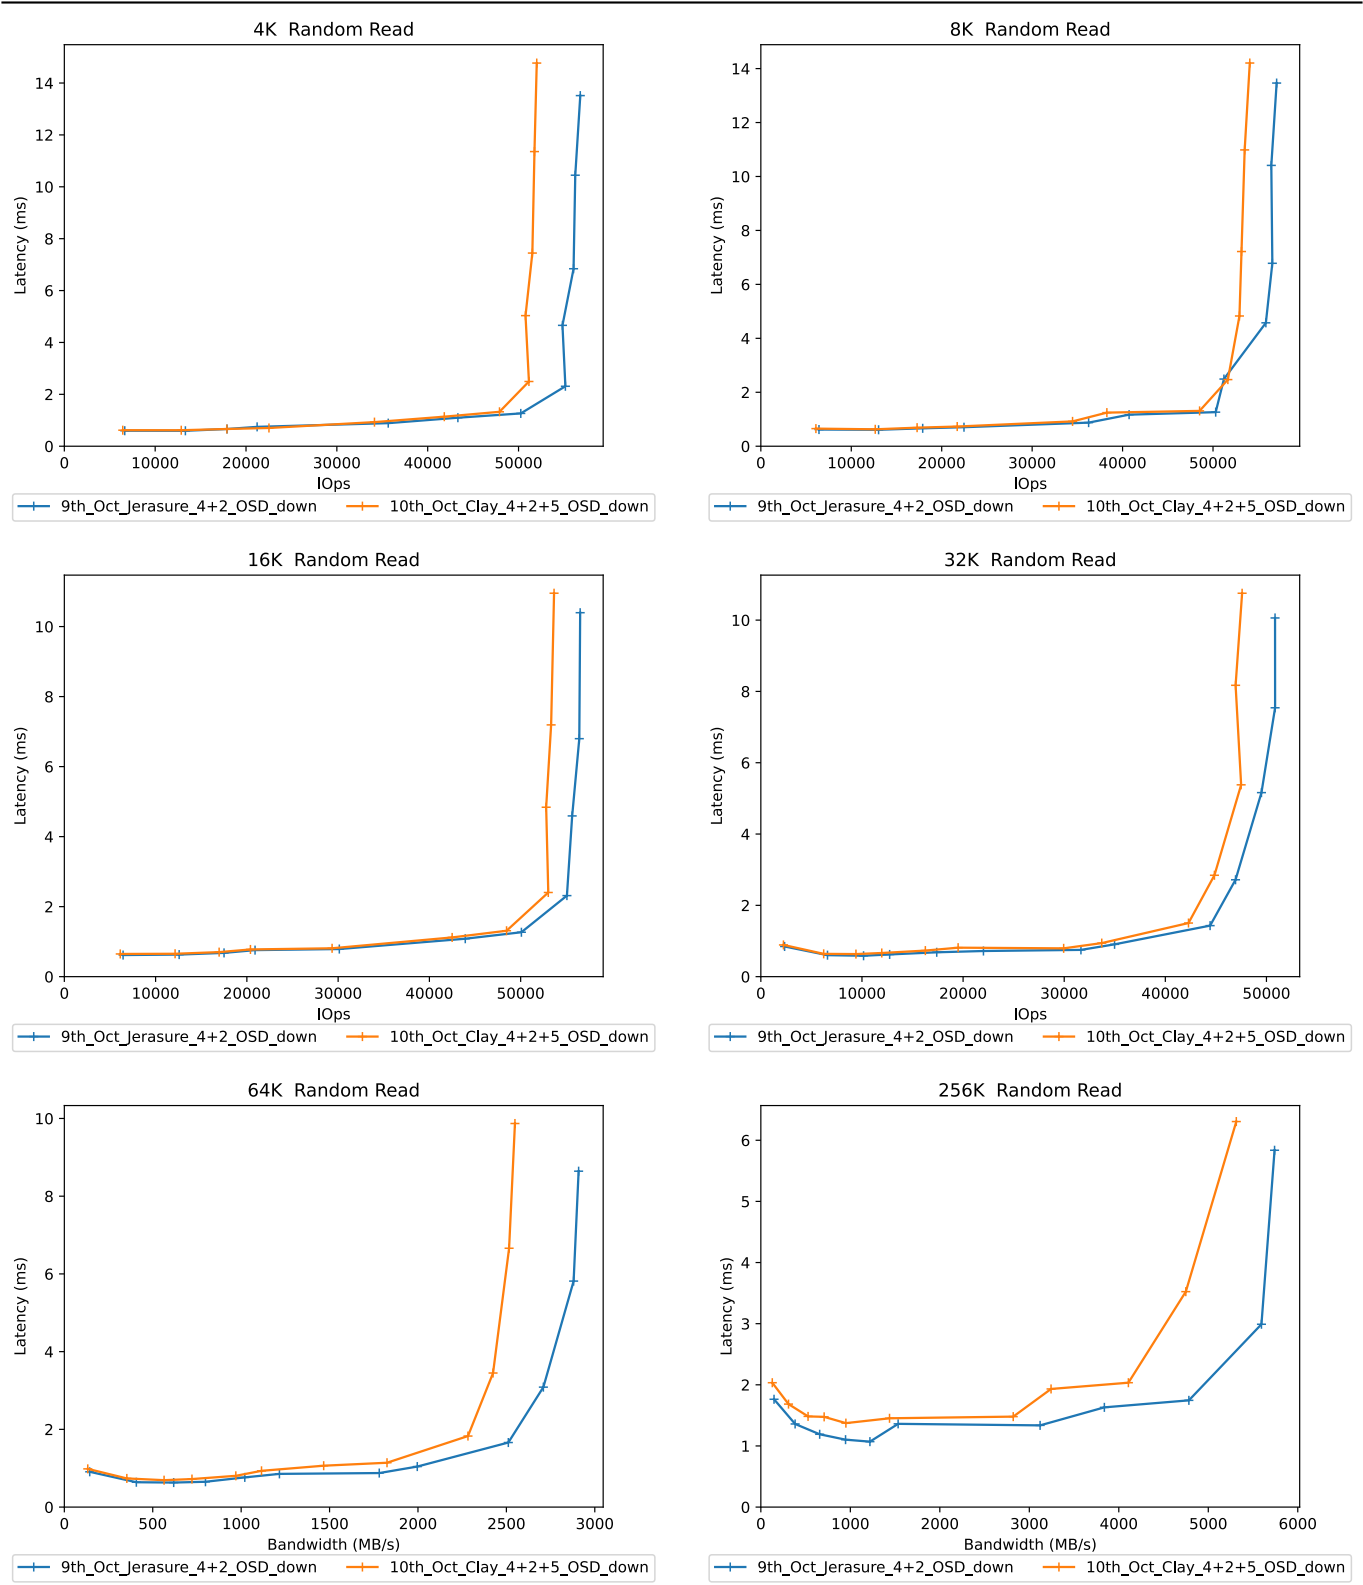 4K  Random Read
14
12
10
8
6
4
2
0
Latency (ms)
0 10000 20000 30000 40000 50000
IOps
9th_Oct_Jerasure_4+2_OSD_down 10th_Oct_Clay_4+2+5_OSD_down
8K  Random Read
14
12
10
8
6
4
2
0
Latency (ms)
0 10000 20000 30000 40000 50000
IOps
9th_Oct_Jerasure_4+2_OSD_down 10th_Oct_Clay_4+2+5_OSD_down
16K  Random Read
10
8
6
4
2
0
Latency (ms)
0 10000 20000 30000 40000 50000
IOps
9th_Oct_Jerasure_4+2_OSD_down 10th_Oct_Clay_4+2+5_OSD_down
32K  Random Read
10
8
6
4
2
0
Latency (ms)
0 10000 20000 30000 40000 50000
IOps
9th_Oct_Jerasure_4+2_OSD_down 10th_Oct_Clay_4+2+5_OSD_down
64K  Random Read
10
8
6
4
2
0
Latency (ms)
0 500 1000 1500 2000 2500 3000
Bandwidth (MB/s)
9th_Oct_Jerasure_4+2_OSD_down 10th_Oct_Clay_4+2+5_OSD_down
256K  Random Read
6
5
4
3
2
1
0
Latency (ms)
0 1000 2000 3000 4000 5000 6000
Bandwidth (MB/s)
9th_Oct_Jerasure_4+2_OSD_down 10th_Oct_Clay_4+2+5_OSD_down